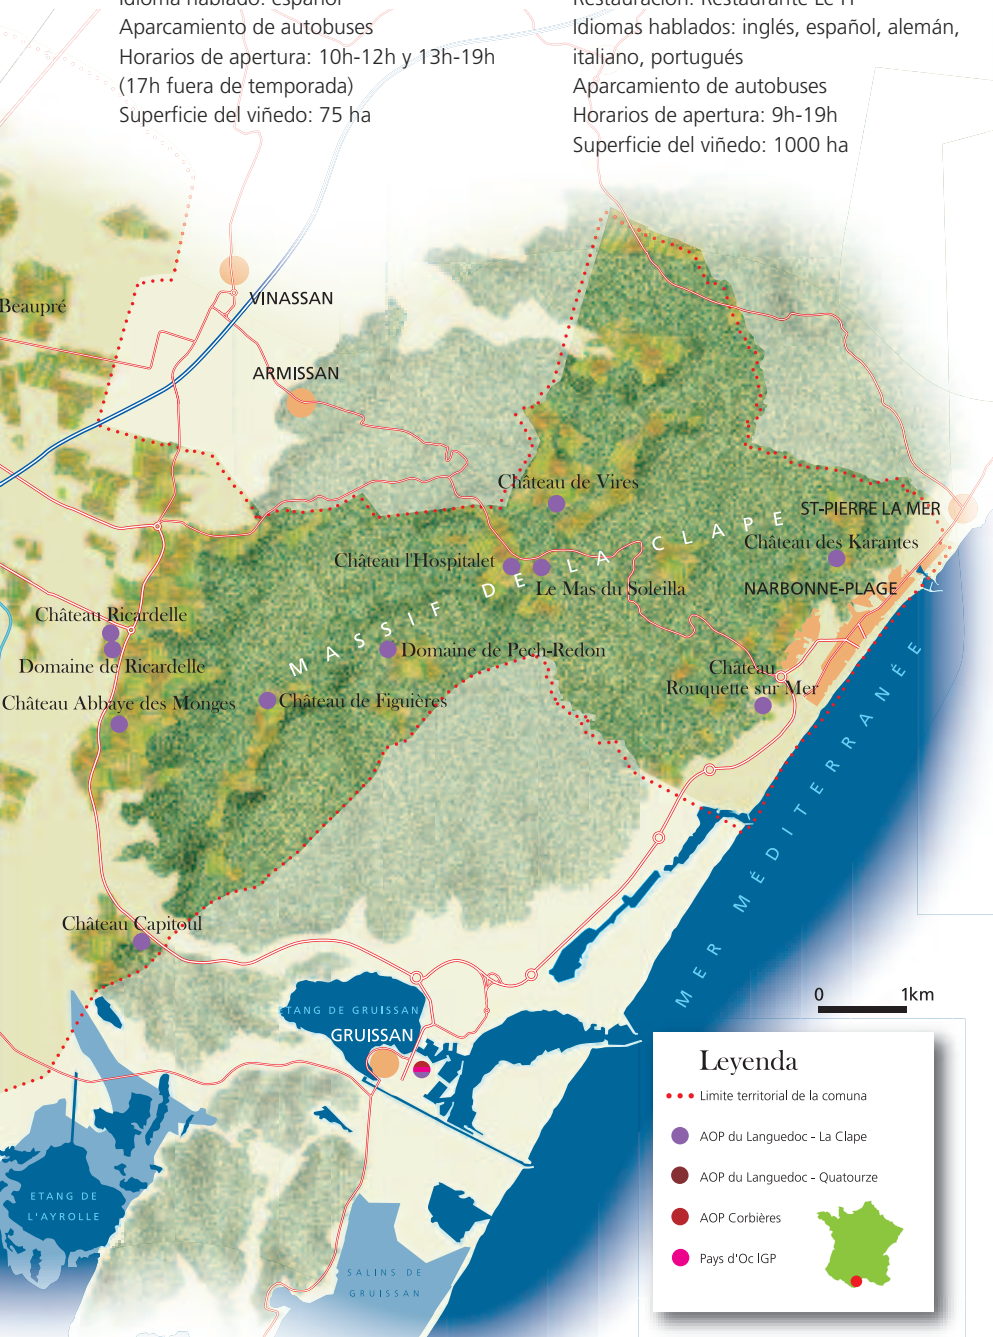 Idioma hablado: español
Aparcamiento de autobuses
Horarios de apertura: 10h-12h y 13h-19h
(17h fuera de temporada)
Superficie del viñedo: 75 ha
Restauración: Restaurante Le H
Idiomas hablados: inglés, español, alemán,
italiano, portugués
Aparcamiento de autobuses
Horarios de apertura: 9h-19h
Superficie del viñedo: 1000 ha
Beaupré
VINASSAN
ARMISSAN
Château de Vires
ST-PIERRE LA MER
Château des Karantes
Château l'Hospitalet
Le Mas du Soleilla
NARBONNE-PLAGE
MASSIF DE LA CLAPE
Château Ricardelle
Domaine de Ricardelle
Domaine de Pech-Redon
Château
Rouquette sur Mer
Château Abbaye des Monges
Château de Figuières
MER MÉDITERRANÉE
Château Capitoul
ETANG DE GRUISSAN
GRUISSAN
0 1km
ETANG DE
L'AYROLLE
SALINS DE
GRUISSAN
Leyenda
Limite territorial de la comuna
AOP du Languedoc - La Clape
AOP du Languedoc - Quatourze
AOP Corbières
Pays d'Oc IGP